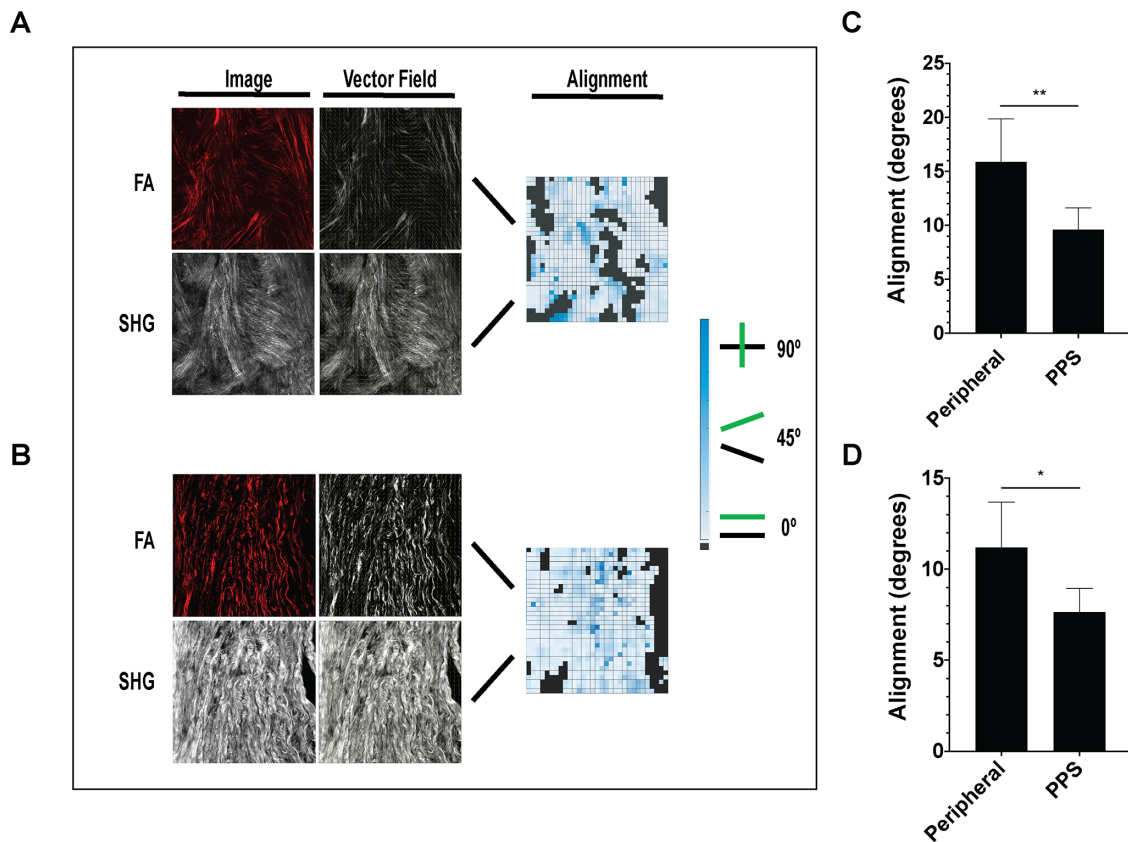 A
Image
Vector Field
Alignment
FA
SHG
90º
45º
0º
B
FA
SHG
C
Alignment (degrees)
25
20
15
10
5
0
**
Peripheral
PPS
D
Alignment (degrees)
15
10
5
0
*
Peripheral
PPS